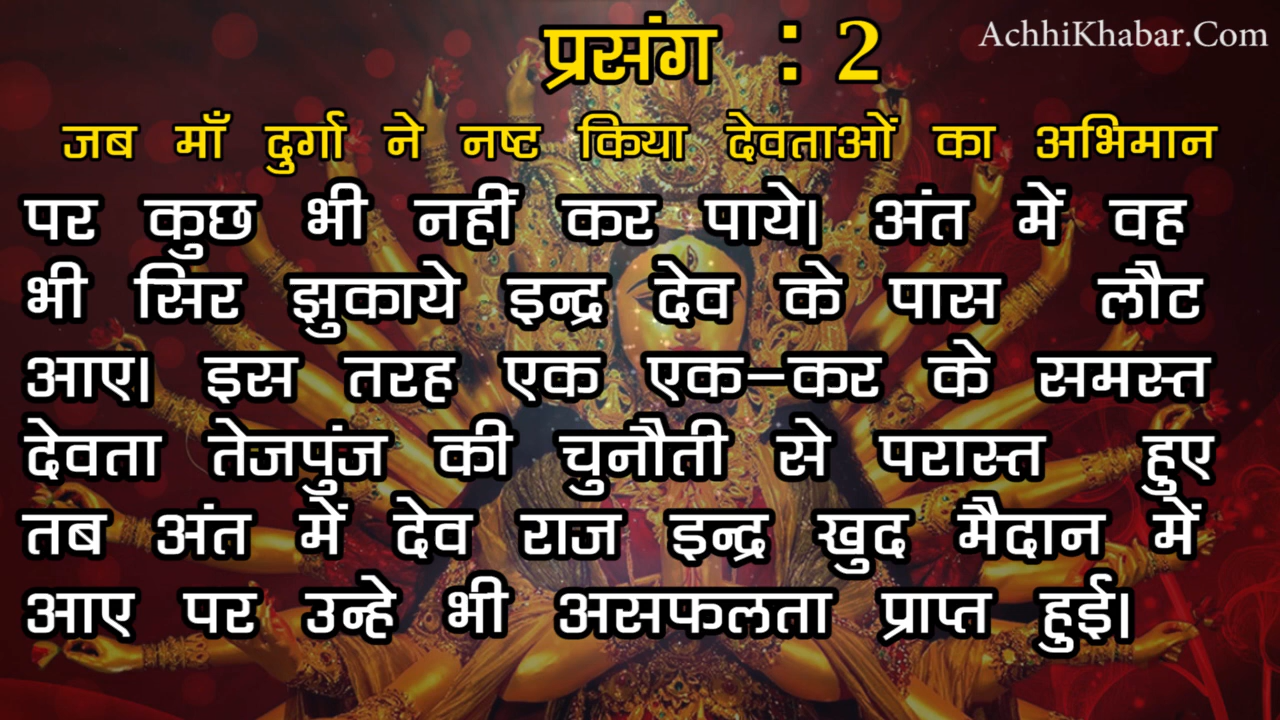 AchhiKhabar.Com
प्रसंग : 2
जब माँ दुर्गा ने नष्ट किया देवताओं का अभिमान
पर कुछ भी नहीं कर पाये। अंत में वह
भी सिर झुकाये इन्द्र देव के पास लौट
आए। इस तरह एक एक-कर के समस्त
देवता तेजपुंज की चुनौती से परास्त हुए
तब अंत में देव राज इन्द्र खुद मैदान में
आए पर उन्हे भी असफलता प्राप्त हुई।